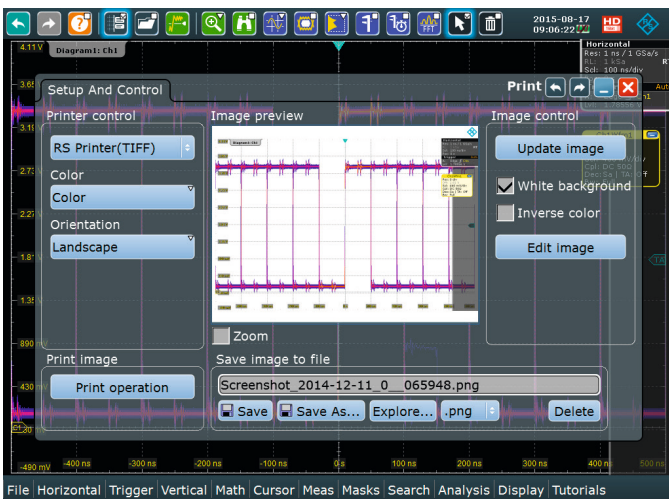 2015-08-17
HD
09:06:22
4.11 V
Diagram1: Ch1
Horizontal
Res: 1 ns / 1 GSa/s
RL: 1 kSa
Scl: 100 ns/div
Setup And Control
Print
Printer control
Image preview
Image control
RS Printer(TIFF)
Update image
Color
White background
Color
Inverse color
Orientation
Landscape
Edit image
Zoom
-890 mV
Print image
Save image to file
Print operation
Screenshot_2014-12-11_0__065948.png
Save
Save As...
Explore...
.png
Delete
-490 mV
-400 ns
-300 ns
-200 ns
-100 ns
0 s
100 ns
200 ns
300 ns
400 n
500 ns
File
Horizontal
Trigger
Vertical
Math
Cursor
Meas
Masks
Search
Analysis
Display
Tutorials